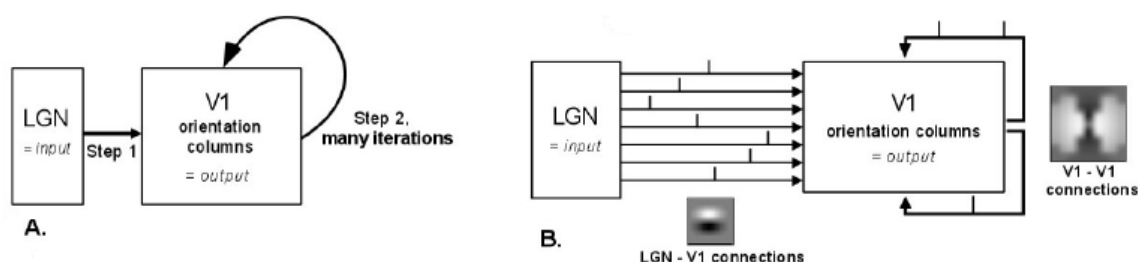 LGN
= input
Step 1
V1
orientation
columns
= output
Step 2,
many iterations
A.
LGN
= input
V1
orientation columns
= output
V1 - V1
connections
B.
LGN - V1 connections